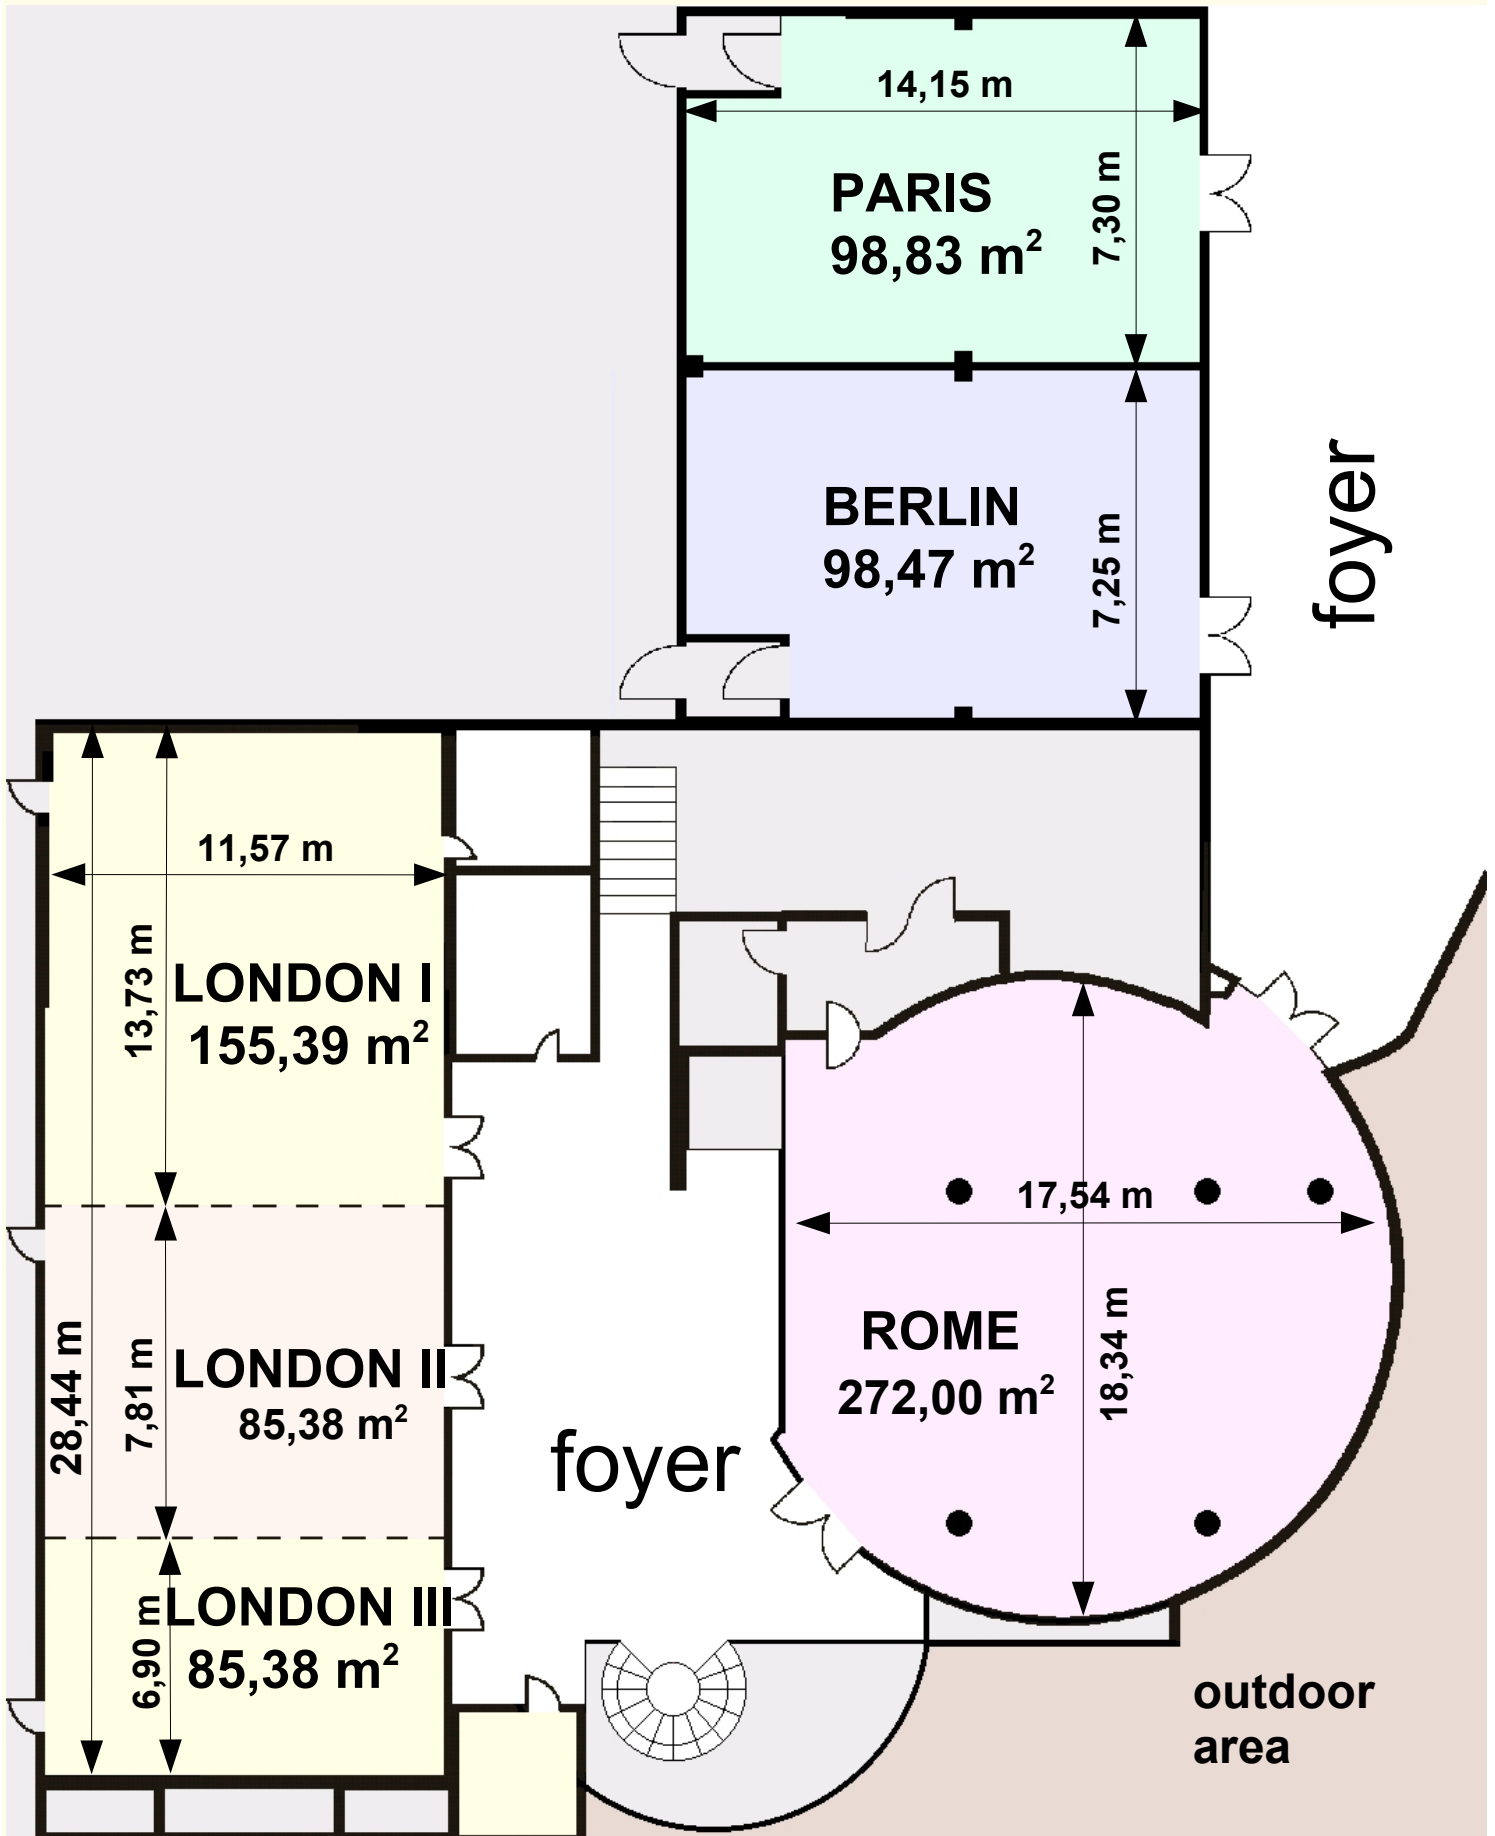 14,15 m
PARIS
98,83 m²
7,30 m
BERLIN
98,47 m²
7,25 m
foyer
11,57 m
13,73 m
LONDON I
155,39 m²
17,54 m
28,44 m
7,81 m
LONDON II
85,38 m²
ROME
272,00 m²
18,34 m
foyer
6,90 m
LONDON III
85,38 m²
outdoor
area